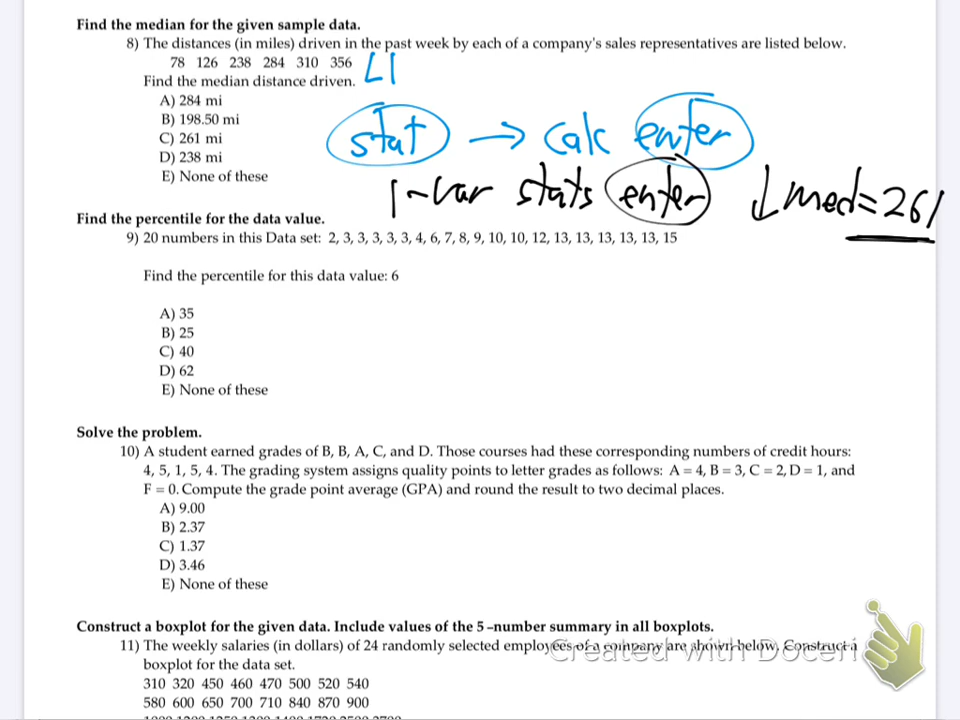 Find the median for the given sample data.
8) The distances (in miles) driven in the past week by each of a company's sales representatives are listed below.
78 126 238 284 310 356 L1
Find the median distance driven.
A) 284 mi
B) 198.50 mi
C) 261 mi
D) 238 mi
E) None of these
stat → calc enter
1-var stats enter ↓ med=261
Find the percentile for the data value.
9) 20 numbers in this Data set: 2, 3, 3, 3, 3, 3, 4, 6, 7, 8, 9, 10, 10, 12, 13, 13, 13, 13, 13, 15
Find the percentile for this data value: 6
A) 35
B) 25
C) 40
D) 62
E) None of these
Solve the problem.
10) A student earned grades of B, B, A, C, and D. Those courses had these corresponding numbers of credit hours:
4, 5, 1, 5, 4. The grading system assigns quality points to letter grades as follows: A = 4, B = 3, C = 2, D = 1, and
F = 0. Compute the grade point average (GPA) and round the result to two decimal places.
A) 9.00
B) 2.37
C) 1.37
D) 3.46
E) None of these
Construct a boxplot for the given data. Include values of the 5-number summary in all boxplots.
11) The weekly salaries (in dollars) of 24 randomly selected employees of a company are shown below. Construct a
boxplot for the data set.
Created with Doceri
310 320 450 460 470 500 520 540
580 600 650 700 710 840 870 900